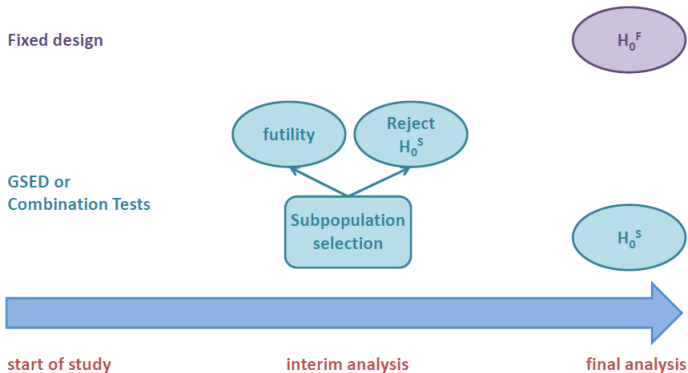 Fixed design
H₀ᶠ
futility
Reject
H₀ˢ
GSED or
Combination Tests
Subpopulation
selection
H₀ˢ
start of study
interim analysis
final analysis